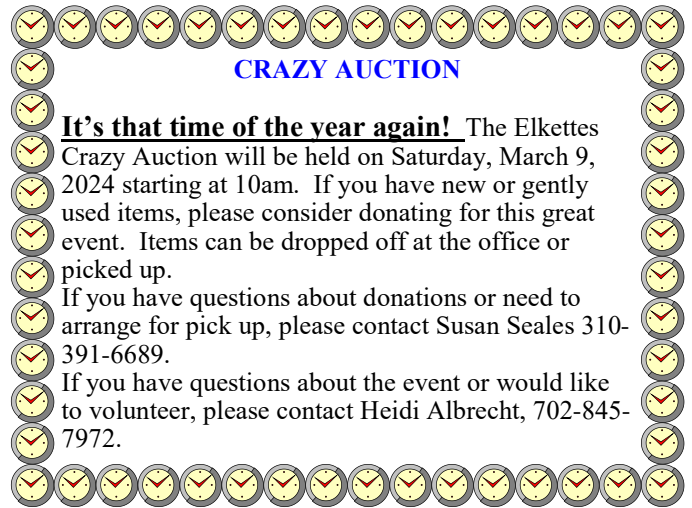 CRAZY AUCTION
It’s that time of the year again!  The Elkettes
Crazy Auction will be held on Saturday, March 9,
2024 starting at 10am.  If you have new or gently
used items, please consider donating for this great
event.  Items can be dropped off at the office or
picked up.
If you have questions about donations or need to
arrange for pick up, please contact Susan Seales 310-
391-6689.
If you have questions about the event or would like
to volunteer, please contact Heidi Albrecht, 702-845-
7972.